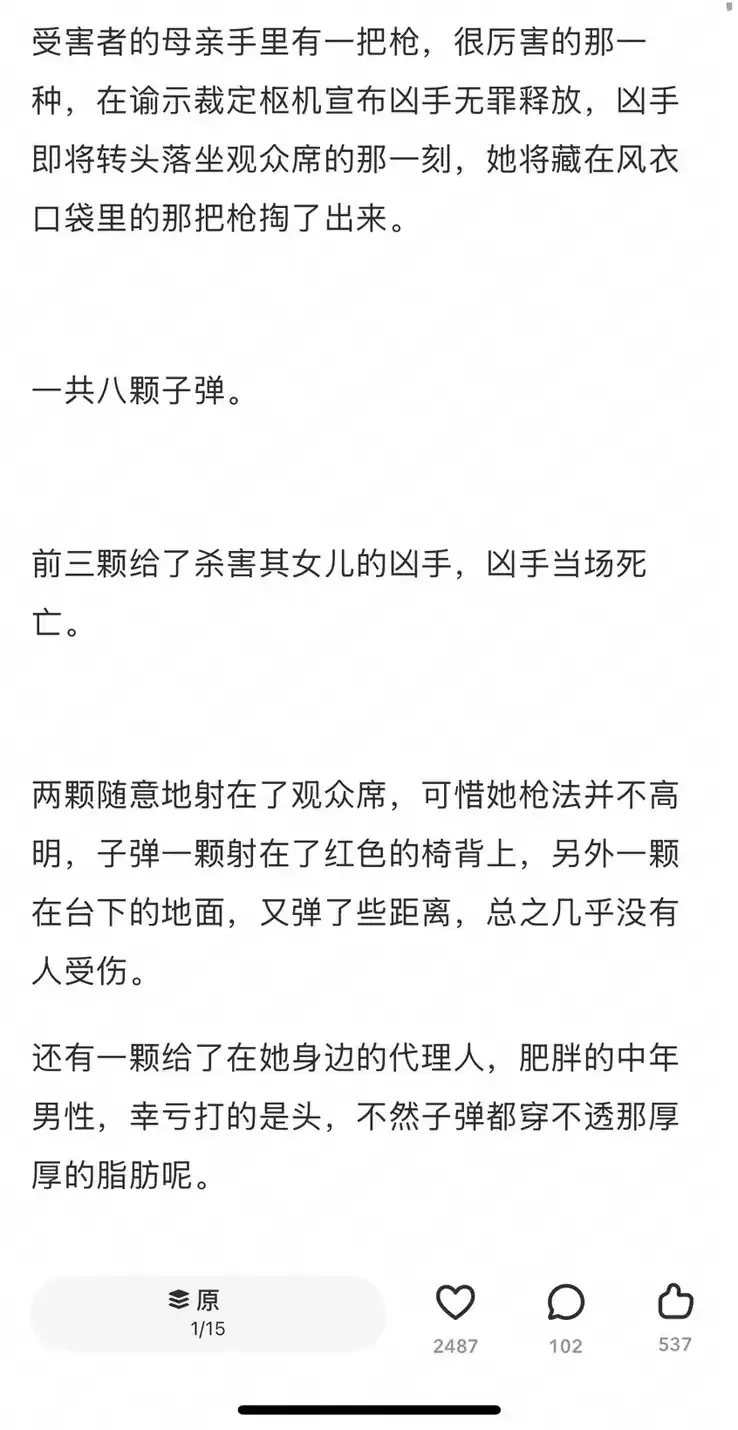 受害者的母亲手里有一把枪，很厉害的那一
种，在谕示裁定枢机宣布凶手无罪释放，凶手
即将转头落坐观众席的那一刻，她将藏在风衣
口袋里的那把枪掏了出来。
一共八颗子弹。
前三颗给了杀害其女儿的凶手，凶手当场死
亡。
两颗随意地射在了观众席，可惜她枪法并不高
明，子弹一颗射在了红色的椅背上，另外一颗
在台下的地面，又弹了些距离，总之几乎没有
人受伤。
还有一颗给了在她身边的代理人，肥胖的中年
男性，幸亏打的是头，不然子弹都穿不透那厚
厚的脂肪呢。
原
1/15
2487
102
537